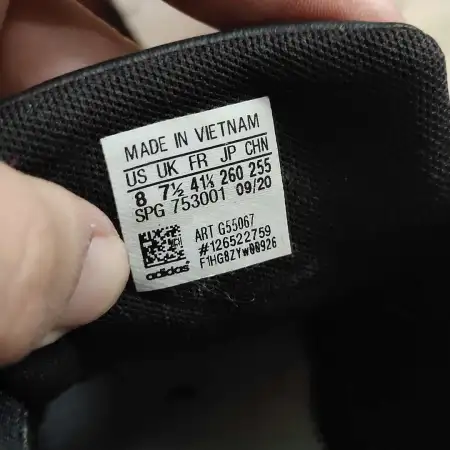 MADE IN VIETNAM
US UK FR JP CHN
8 7½ 41⅓ 260 255
SPG 753001 09/20
ART G55067
#126522759
F1HG8ZYW00926
adidas